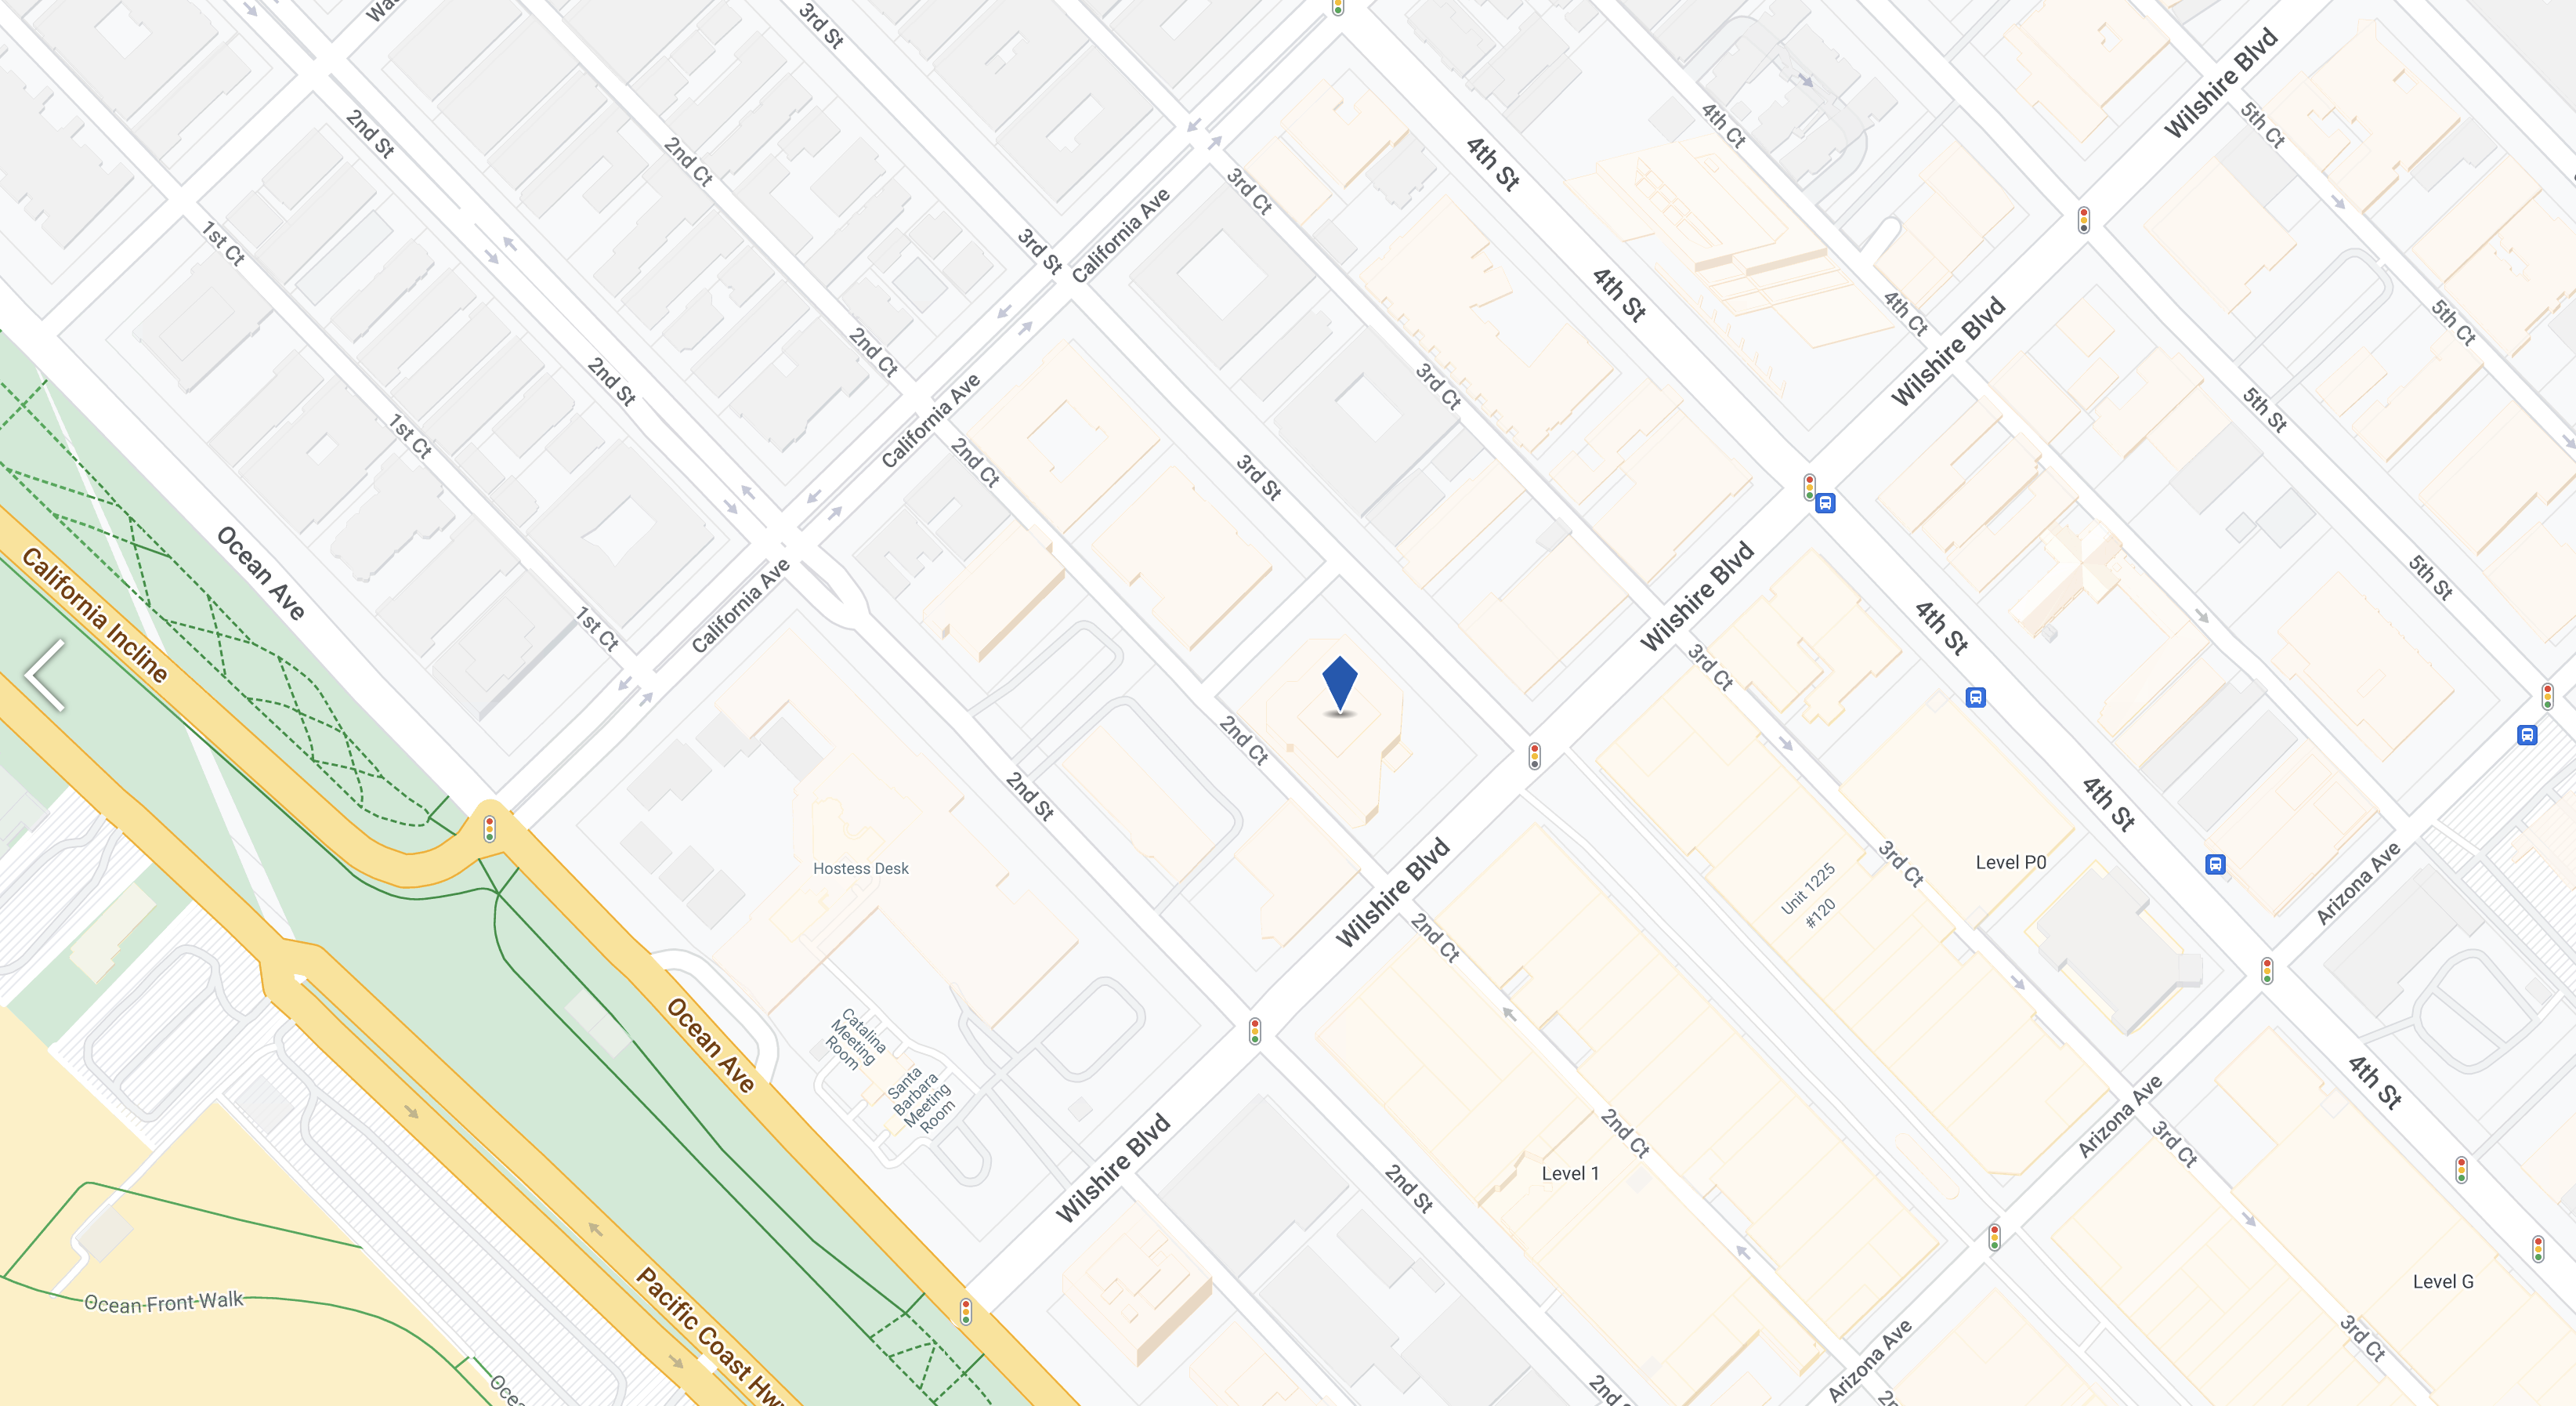 Was
3rd St
Wilshire Blvd
2nd St
2nd Ct
4th St
4th Ct
5th Ct
1st Ct
3rd St
California Ave
3rd Ct
4th St
4th Ct
Wilshire Blvd
5th Ct
2nd St
2nd Ct
1st Ct
California Ave
2nd Ct
3rd St
3rd Ct
5th St
Ocean Ave
California Incline
1st Ct
California Ave
Wilshire Blvd
4th St
5th St
2nd Ct
3rd Ct
2nd St
4th St
Hostess Desk
Wilshire Blvd
Unit 1225
#120
3rd Ct
Level P0
Arizona Ave
2nd Ct
Ocean Ave
Catalina
Meeting
Room
Santa
Barbara
Meeting
Room
4th St
Wilshire Blvd
2nd Ct
Level 1
2nd St
Arizona Ave
3rd Ct
Level G
Ocean Front Walk
Pacific Coast Hwy
Ocea
2nd
Arizona Ave
3rd Ct